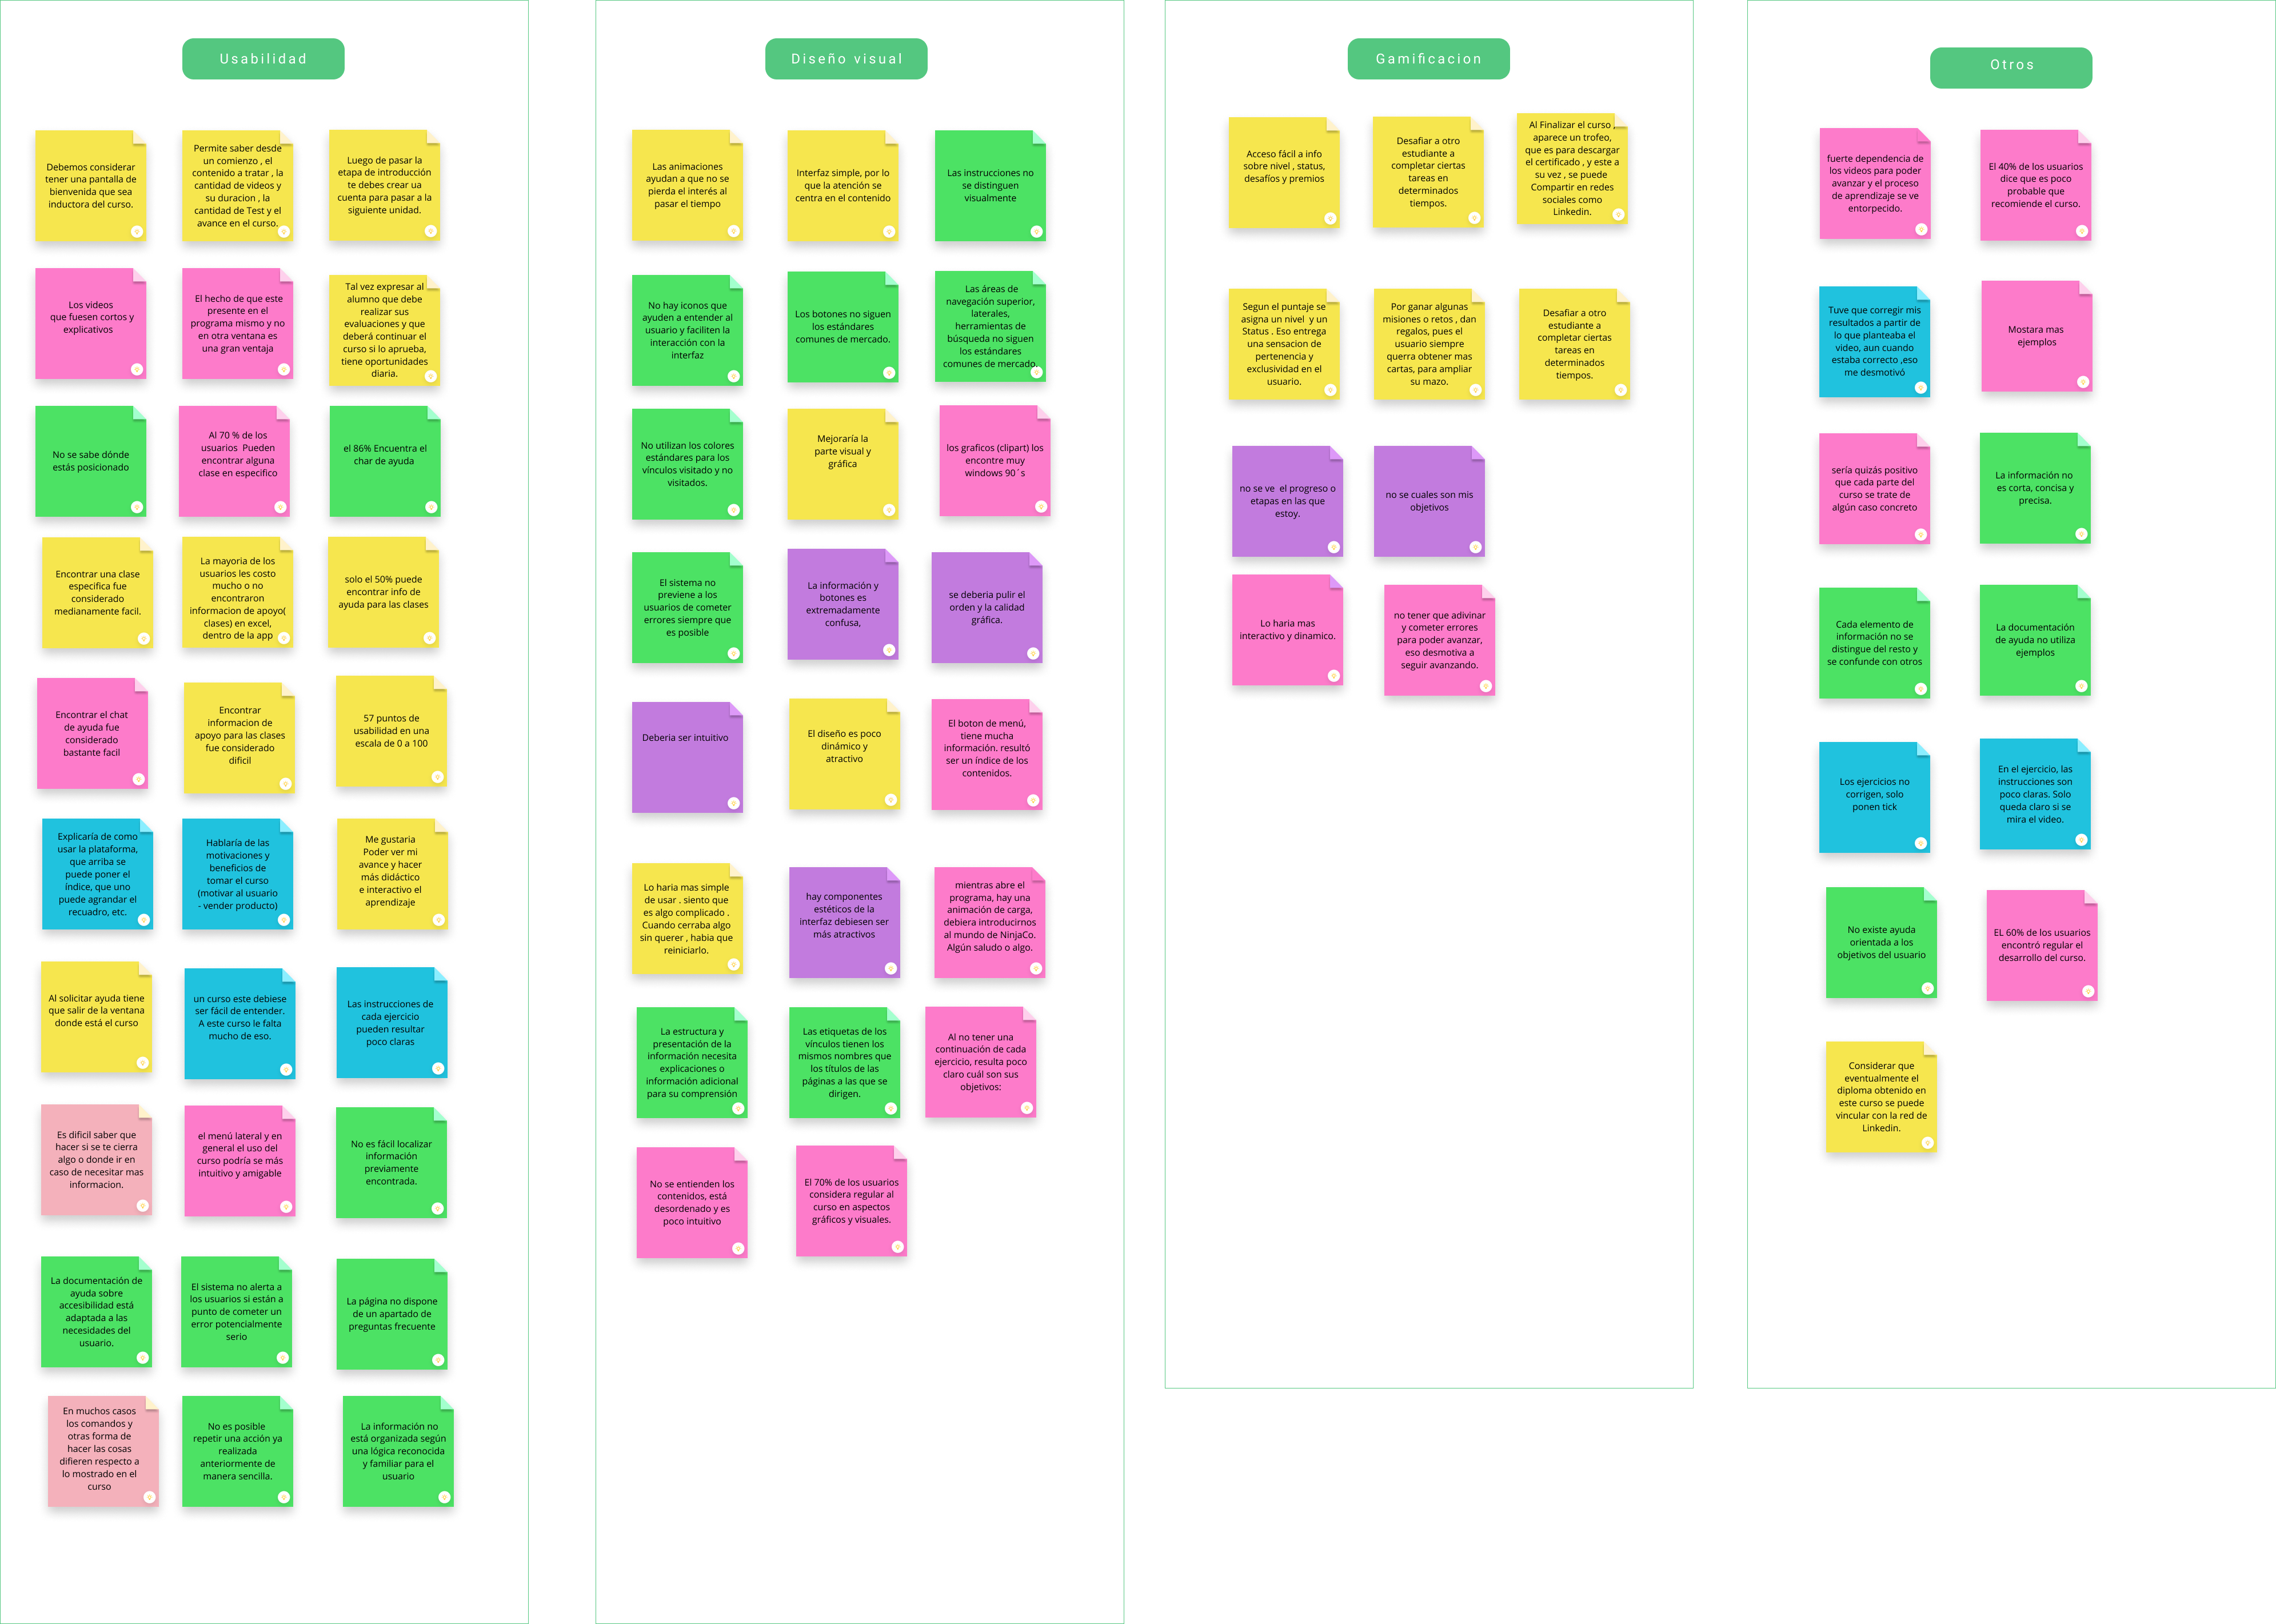 Usabilidad
Debemos considerar
tener una pantalla de
bienvenida que sea
inductora del curso.
Permite saber desde
un comienzo , el
contenido a tratar , la
cantidad de videos y
su duracion , la
cantidad de Test y el
avance en el curso.
Luego de pasar la
etapa de introducción
te debes crear ua
cuenta para pasar a la
siguiente unidad.
Los videos
que fuesen cortos y
explicativos
El hecho de que este
presente en el
programa mismo y no
en otra ventana es
una gran ventaja
Tal vez expresar al
alumno que debe
realizar sus
evaluaciones y que
deberá continuar el
curso si lo aprueba,
tiene oportunidades
diaria.
No se sabe dónde
estás posicionado
Al 70 % de los
usuarios  Pueden
encontrar alguna
clase en especifico
el 86% Encuentra el
char de ayuda
Encontrar una clase
especifica fue
considerado
medianamente facil.
La mayoria de los
usuarios les costo
mucho o no
encontraron
informacion de apoyo(
clases) en excel,
dentro de la app
solo el 50% puede
encontrar info de
ayuda para las clases
Encontrar el chat
de ayuda fue
considerado
bastante facil
Encontrar
informacion de
apoyo para las clases
fue considerado
dificil
57 puntos de
usabilidad en una
escala de 0 a 100
Explicaría de como
usar la plataforma,
que arriba se
puede poner el
índice, que uno
puede agrandar el
recuadro, etc.
Hablaría de las
motivaciones y
beneficios de
tomar el curso
(motivar al usuario
- vender producto)
Me gustaria
Poder ver mi
avance y hacer
más didáctico
e interactivo el
aprendizaje
Al solicitar ayuda tiene
que salir de la ventana
donde está el curso
un curso este debiese
ser fácil de entender.
A este curso le falta
mucho de eso.
Las instrucciones de
cada ejercicio
pueden resultar
poco claras
Es dificil saber que
hacer si se te cierra
algo o donde ir en
caso de necesitar mas
informacion.
el menú lateral y en
general el uso del
curso podría se más
intuitivo y amigable
No es fácil localizar
información
previamente
encontrada.
La documentación de
ayuda sobre
accesibilidad está
adaptada a las
necesidades del
usuario.
El sistema no alerta a
los usuarios si están a
punto de cometer un
error potencialmente
serio
La página no dispone
de un apartado de
preguntas frecuente
En muchos casos
los comandos y
otras forma de
hacer las cosas
difieren respecto a
lo mostrado en el
curso
No es posible
repetir una acción ya
realizada
anteriormente de
manera sencilla.
La información no
está organizada según
una lógica reconocida
y familiar para el
usuario
Diseño visual
Las animaciones
ayudan a que no se
pierda el interés al
pasar el tiempo
Interfaz simple, por lo
que la atención se
centra en el contenido
Las instrucciones no
se distinguen
visualmente
No hay iconos que
ayuden a entender al
usuario y faciliten la
interacción con la
interfaz
Los botones no siguen
los estándares
comunes de mercado.
Las áreas de
navegación superior,
laterales,
herramientas de
búsqueda no siguen
los estándares
comunes de mercado.
No utilizan los colores
estándares para los
vínculos visitado y no
visitados.
Mejoraría la
parte visual y
gráfica
los graficos (clipart) los
encontre muy
windows 90´s
El sistema no
previene a los
usuarios de cometer
errores siempre que
es posible
La información y
botones es
extremadamente
confusa,
se deberia pulir el
orden y la calidad
gráfica.
Deberia ser intuitivo
El diseño es poco
dinámico y
atractivo
El boton de menú,
tiene mucha
información. resultó
ser un índice de los
contenidos.
Lo haria mas simple
de usar . siento que
es algo complicado .
Cuando cerraba algo
sin querer , habia que
reiniciarlo.
hay componentes
estéticos de la
interfaz debiesen ser
más atractivos
mientras abre el
programa, hay una
animación de carga,
debiera introducirnos
al mundo de NinjaCo.
Algún saludo o algo.
La estructura y
presentación de la
información necesita
explicaciones o
información adicional
para su comprensión
Las etiquetas de los
vínculos tienen los
mismos nombres que
los títulos de las
páginas a las que se
dirigen.
Al no tener una
continuación de cada
ejercicio, resulta poco
claro cuál son sus
objetivos:
No se entienden los
contenidos, está
desordenado y es
poco intuitivo
El 70% de los usuarios
considera regular al
curso en aspectos
gráficos y visuales.
Gamificacion
Acceso fácil a info
sobre nivel , status,
desafíos y premios
Desafiar a otro
estudiante a
completar ciertas
tareas en
determinados
tiempos.
Al Finalizar el curso ,
aparece un trofeo,
que es para descargar
el certificado , y este a
su vez , se puede
Compartir en redes
sociales como
Linkedin.
Segun el puntaje se
asigna un nivel  y un
Status . Eso entrega
una sensacion de
pertenencia y
exclusividad en el
usuario.
Por ganar algunas
misiones o retos , dan
regalos, pues el
usuario siempre
querra obtener mas
cartas, para ampliar
su mazo.
Desafiar a otro
estudiante a
completar ciertas
tareas en
determinados
tiempos.
no se ve  el progreso o
etapas en las que
estoy.
no se cuales son mis
objetivos
Lo haria mas
interactivo y dinamico.
no tener que adivinar
y cometer errores
para poder avanzar,
eso desmotiva a
seguir avanzando.
Otros
fuerte dependencia de
los videos para poder
avanzar y el proceso
de aprendizaje se ve
entorpecido.
El 40% de los usuarios
dice que es poco
probable que
recomiende el curso.
Tuve que corregir mis
resultados a partir de
lo que planteaba el
video, aun cuando
estaba correcto ,eso
me desmotivó
Mostara mas
ejemplos
sería quizás positivo
que cada parte del
curso se trate de
algún caso concreto
La información no
es corta, concisa y
precisa.
Cada elemento de
información no se
distingue del resto y
se confunde con otros
La documentación
de ayuda no utiliza
ejemplos
Los ejercicios no
corrigen, solo
ponen tick
En el ejercicio, las
instrucciones son
poco claras. Solo
queda claro si se
mira el video.
No existe ayuda
orientada a los
objetivos del usuario
EL 60% de los usuarios
encontró regular el
desarrollo del curso.
Considerar que
eventualmente el
diploma obtenido en
este curso se puede
vincular con la red de
Linkedin.